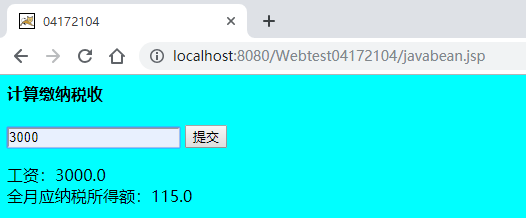 04172104
localhost:8080/Webtest04172104/javabean.jsp
计算缴纳税收
3000 提交
工资：3000.0
全月应纳税所得额：115.0